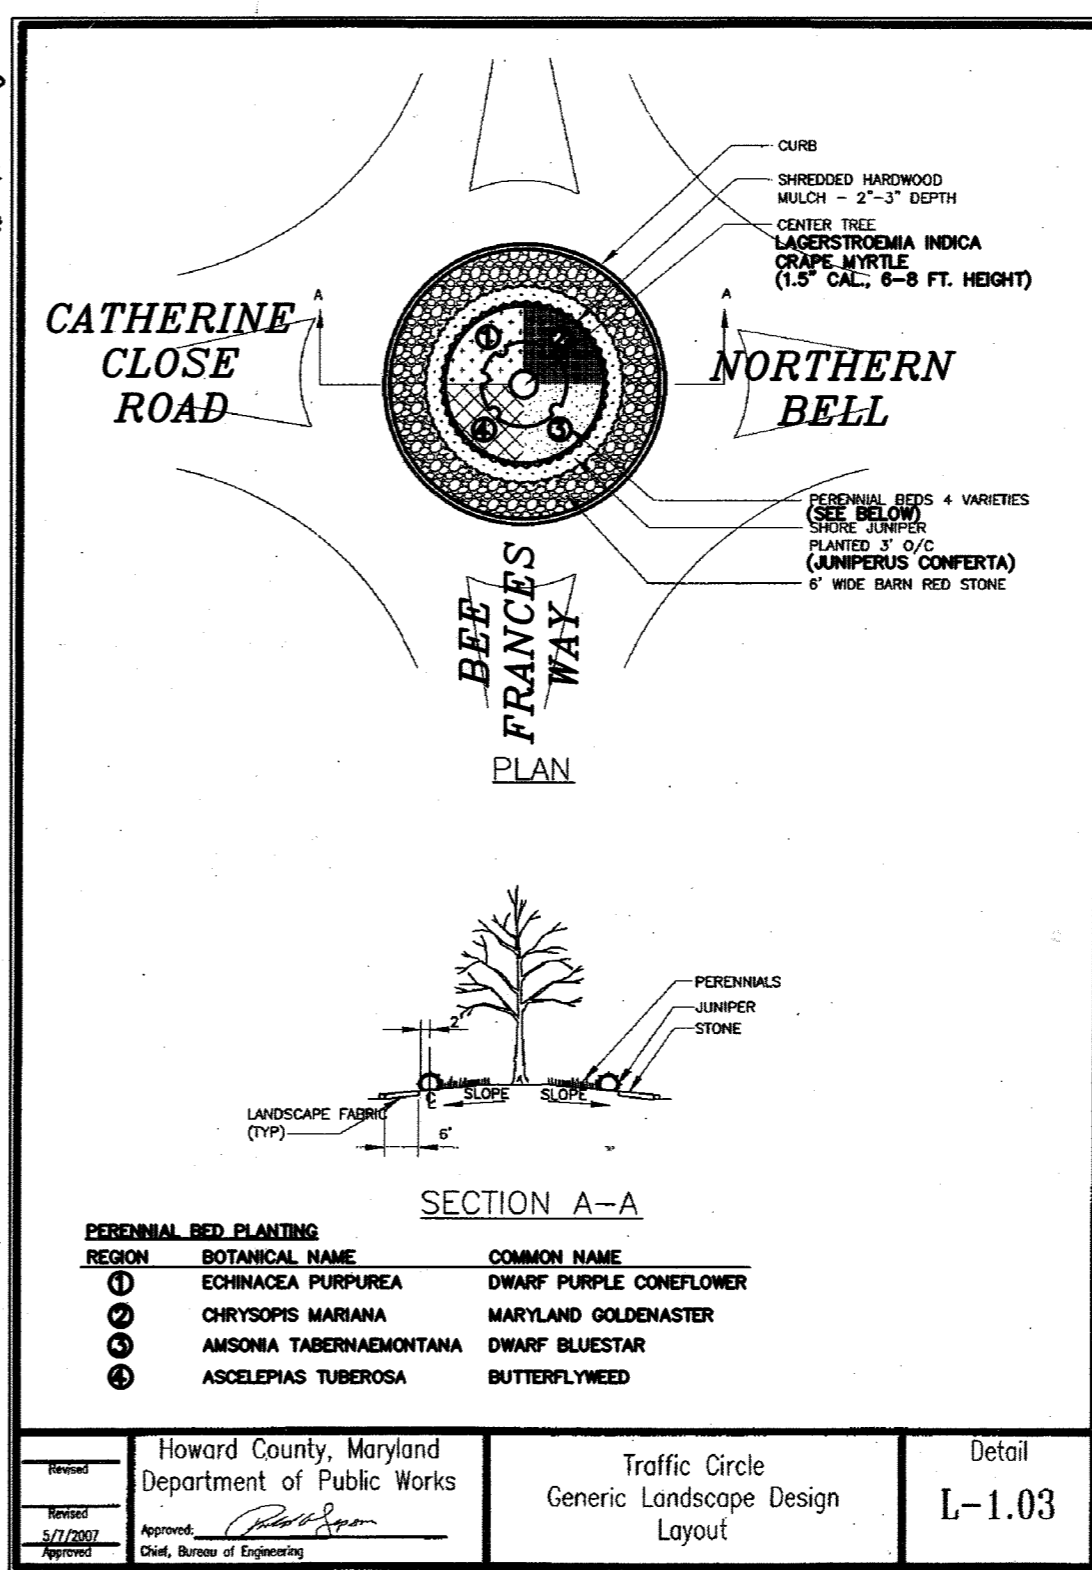 CURB
SHREDDED HARDWOOD
MULCH - 2"-3" DEPTH
CENTER TREE
LAGERSTROEMIA INDICA
CRAPE MYRTLE
(1.5" CAL., 6-8 FT. HEIGHT)
A
A
CATHERINE
CLOSE
ROAD
NORTHERN
BELL
1
2
3
4
PERENNIAL BEDS 4 VARIETIES
(SEE BELOW)
SHORE JUNIPER
PLANTED 3' O/C
(JUNIPERUS CONFERTA)
6' WIDE BARN RED STONE
BEE
FRANCES
WAY
PLAN
PERENNIALS
JUNIPER
STONE
2'
SLOPE
SLOPE
LANDSCAPE FABRIC
(TYP)
6'
SECTION A-A
PERENNIAL BED PLANTING
REGION BOTANICAL NAME COMMON NAME
1 ECHINACEA PURPUREA DWARF PURPLE CONEFLOWER
2 CHRYSOPIS MARIANA MARYLAND GOLDENASTER
3 AMSONIA TABERNAEMONTANA DWARF BLUESTAR
4 ASCELEPIAS TUBEROSA BUTTERFLYWEED
Revised
Revised
5/7/2007
Approved
Howard County, Maryland
Department of Public Works
Approved:
Chief, Bureau of Engineering
Traffic Circle
Generic Landscape Design
Layout
Detail
L-1.03